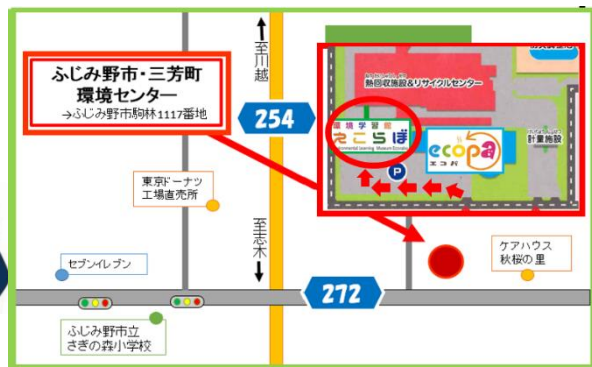 ふじみ野市・三芳町
環境センター
→ふじみ野市駒林1117番地
至川越
254
熱回収施設&リサイクルセンター
環境学習館
えこらぼ
ecopa
エコパ
計量施設
P
東京ドーナツ
工場直売所
至志木
セブンイレブン
272
ケアハウス
秋桜の里
ふじみ野市立
さぎの森小学校